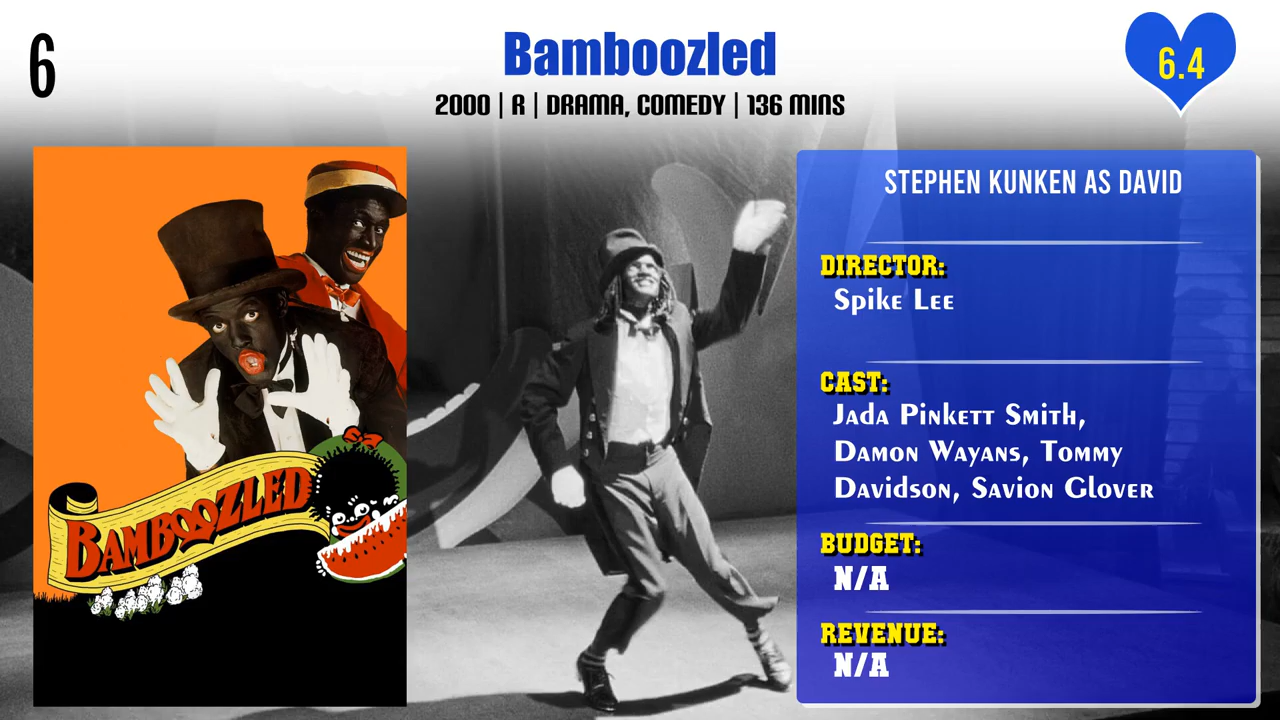 6
Bamboozled
2000 | R | DRAMA, COMEDY | 136 MINS
6.4
BAMBOOZLED
STEPHEN KUNKEN AS DAVID
DIRECTOR:
Spike Lee
CAST:
Jada Pinkett Smith,
Damon Wayans, Tommy
Davidson, Savion Glover
BUDGET:
N/A
REVENUE:
N/A